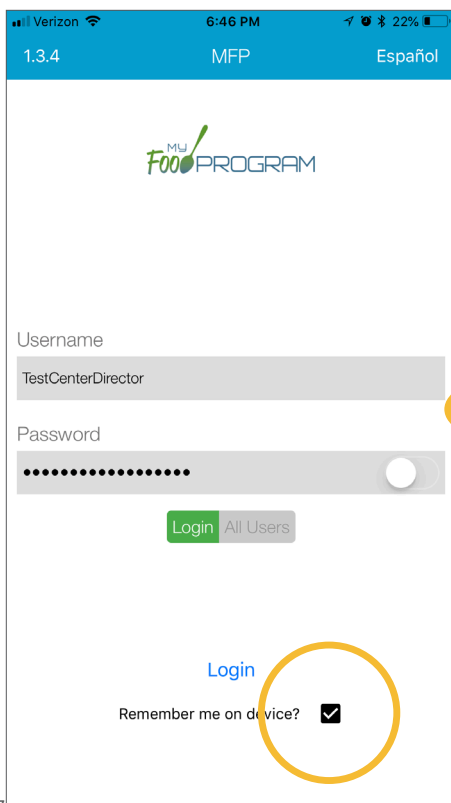 Verizon 6:46 PM 22%
1.3.4 MFP Español
MY
FOOD PROGRAM
Username
TestCenterDirector
Password
••••••••••••••••••
Login All Users
Login
Remember me on device?